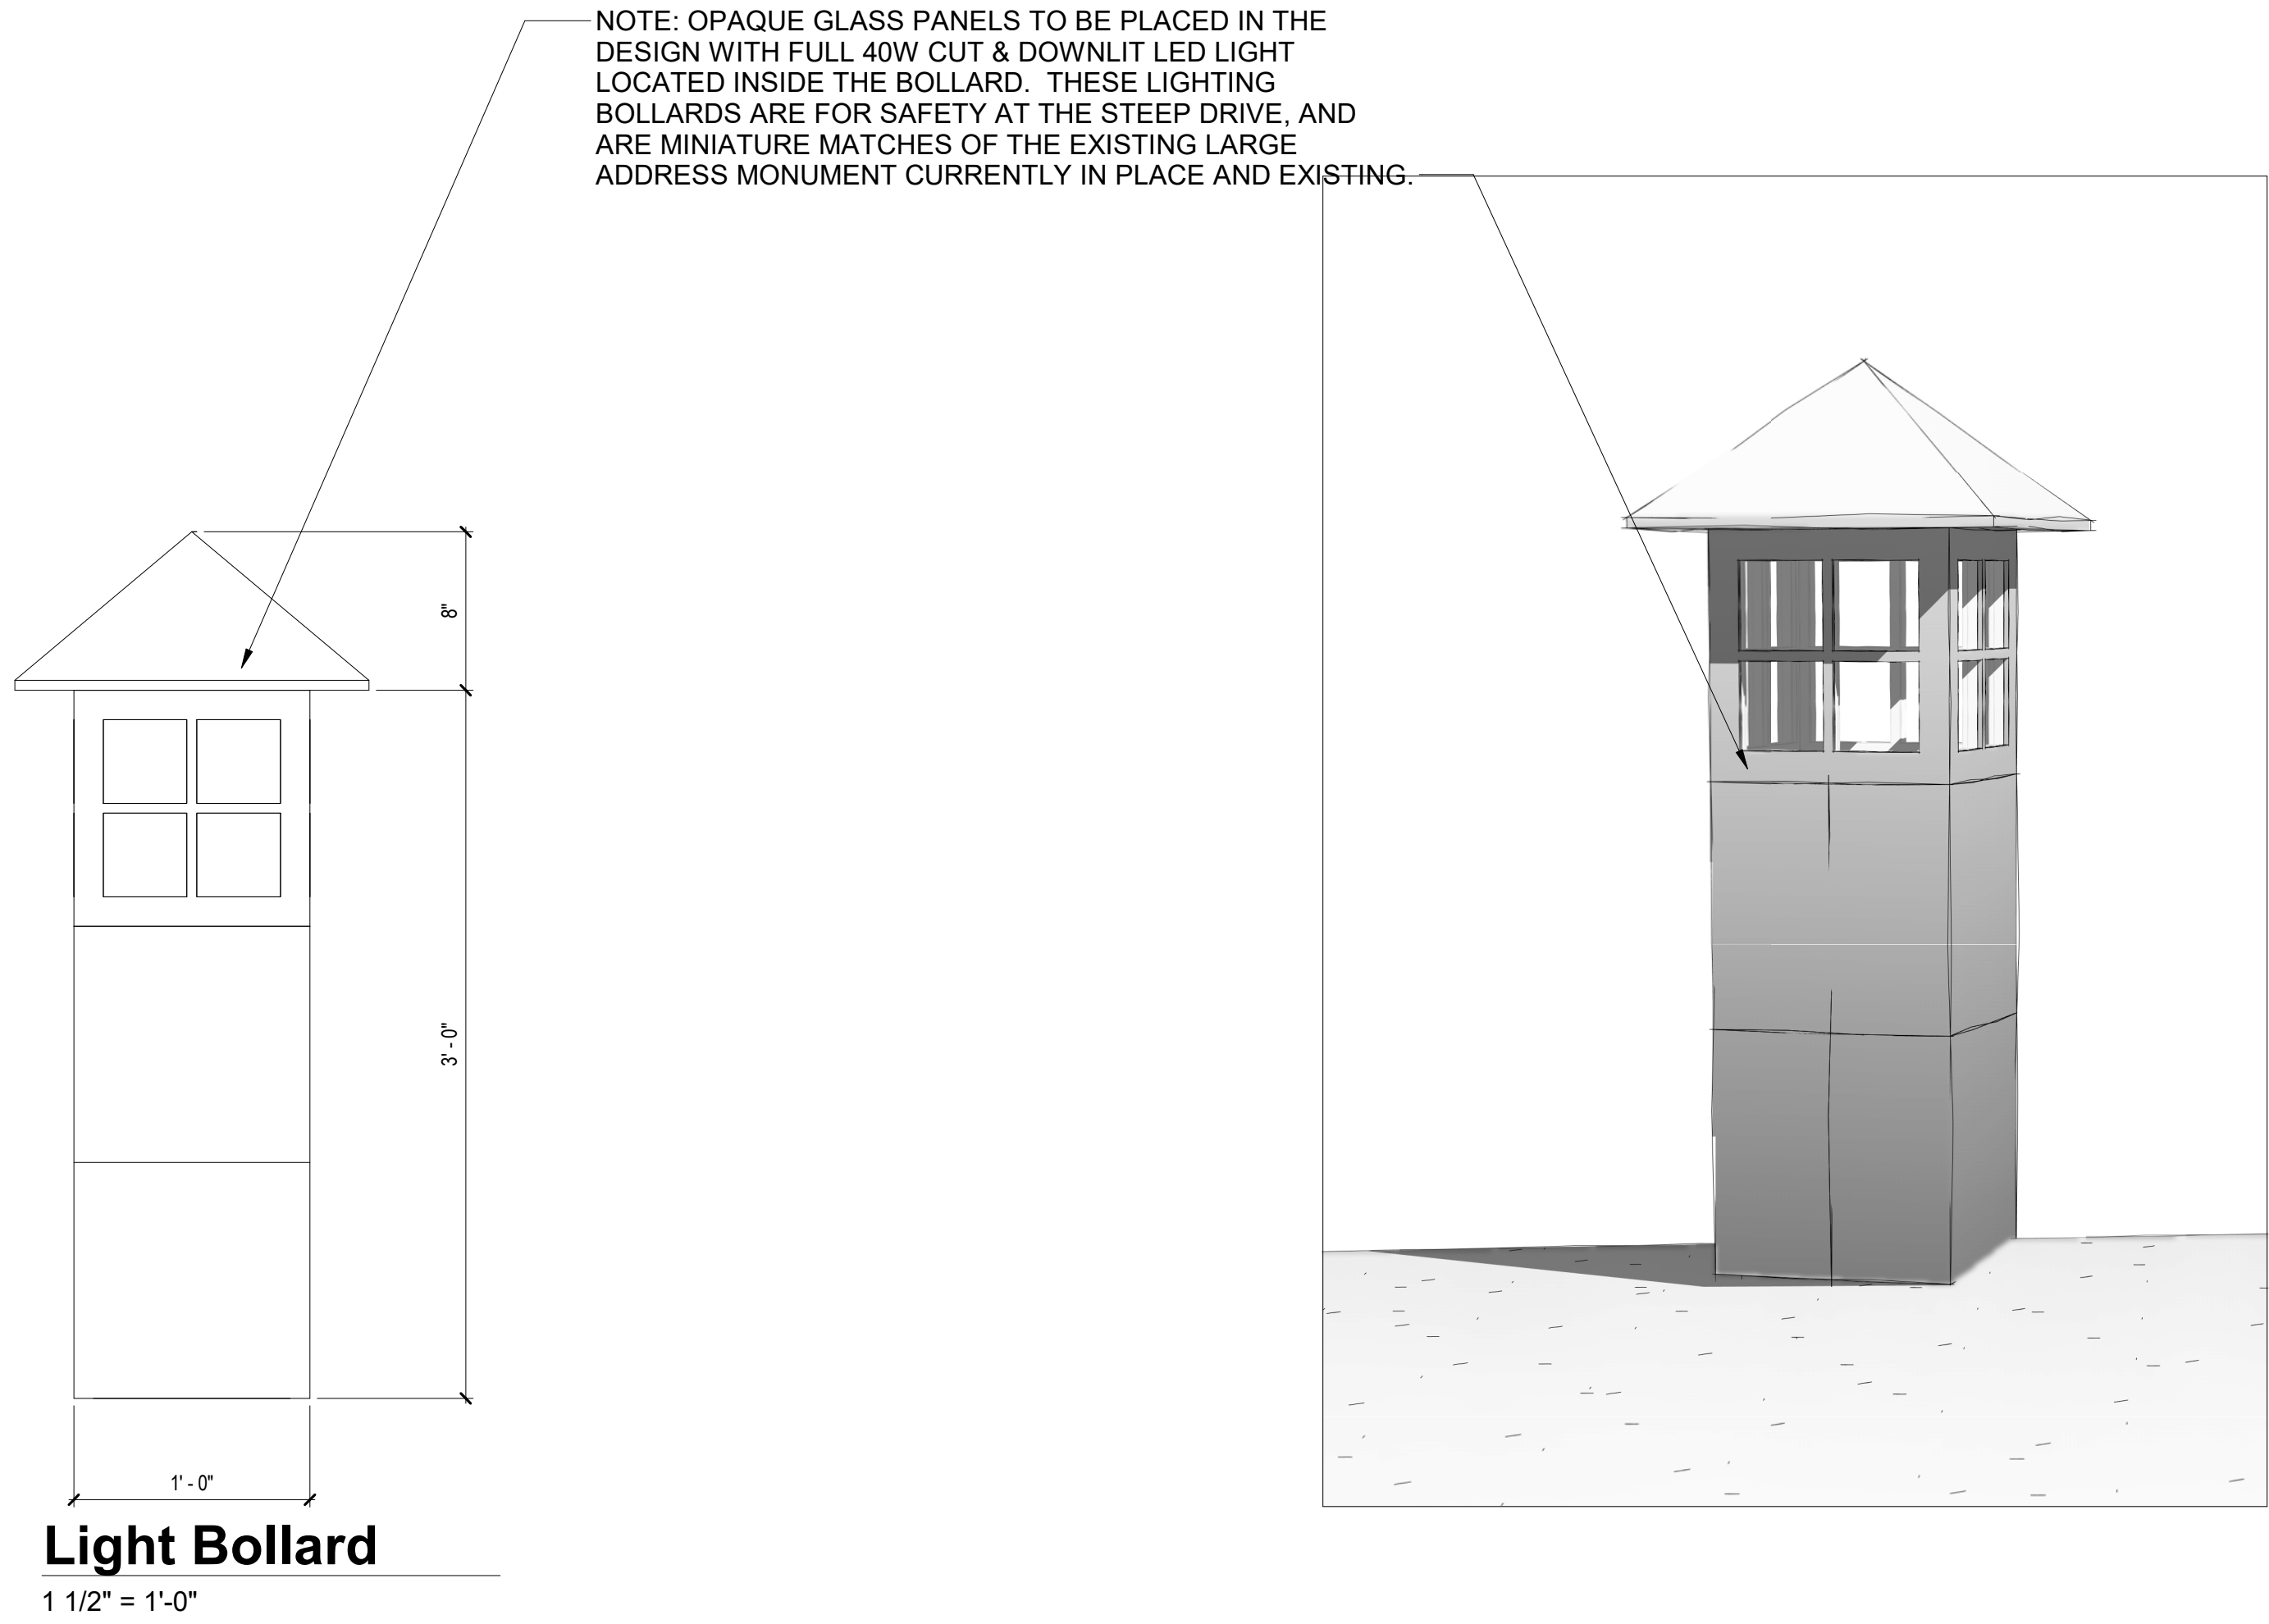 NOTE: OPAQUE GLASS PANELS TO BE PLACED IN THE
DESIGN WITH FULL 40W CUT & DOWNLIT LED LIGHT
LOCATED INSIDE THE BOLLARD.  THESE LIGHTING
BOLLARDS ARE FOR SAFETY AT THE STEEP DRIVE, AND
ARE MINIATURE MATCHES OF THE EXISTING LARGE
ADDRESS MONUMENT CURRENTLY IN PLACE AND EXISTING.
8"
3' - 0"
1' - 0"
Light Bollard
1 1/2" = 1'-0"